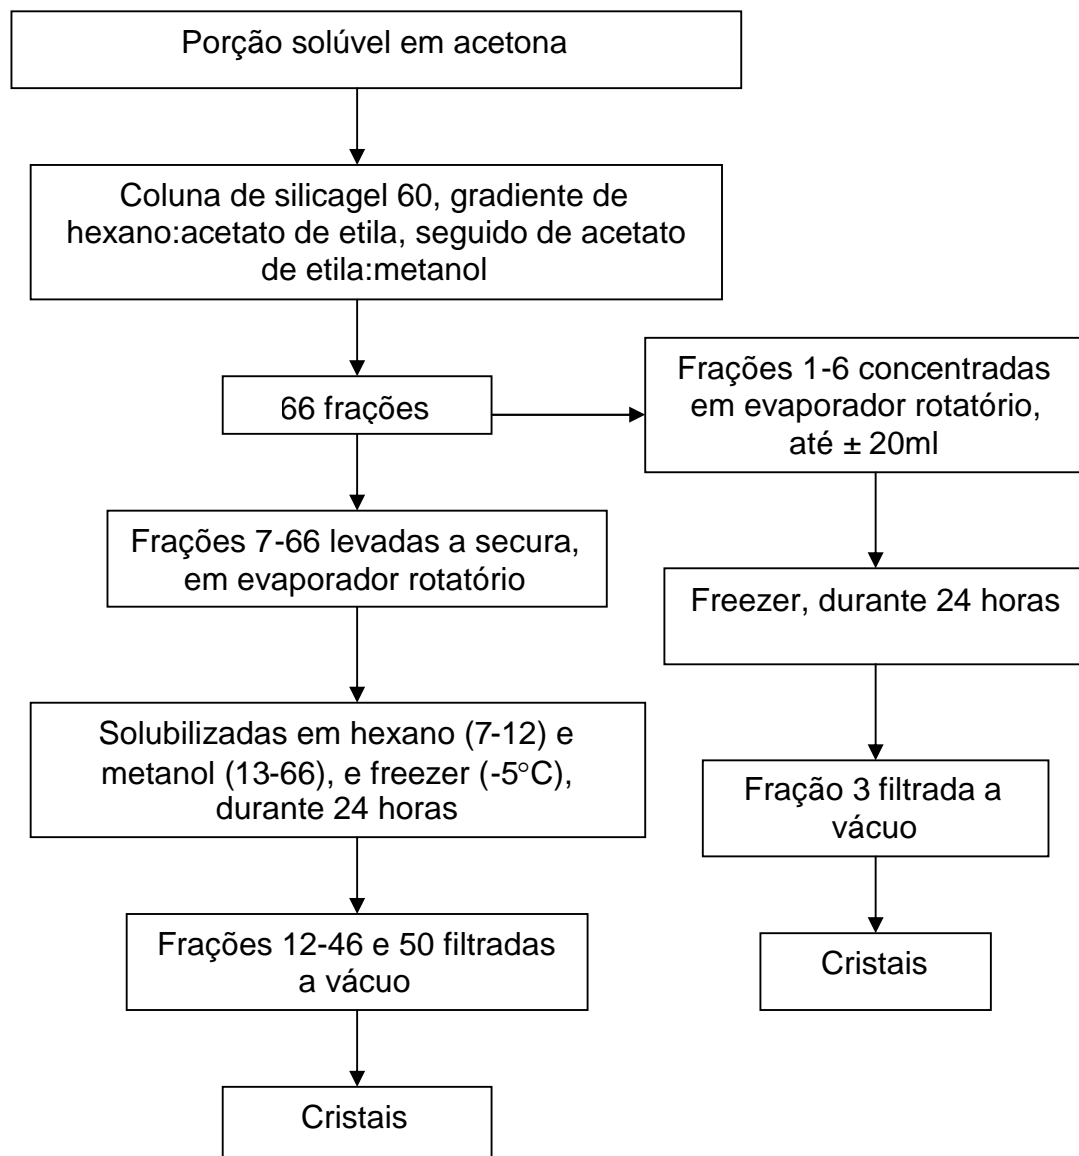 Porção solúvel em acetona
Coluna de silicagel 60, gradiente de
hexano:acetato de etila, seguido de acetato
de etila:metanol
66 frações
Frações 1-6 concentradas
em evaporador rotatório,
até ± 20ml
Frações 7-66 levadas a secura,
em evaporador rotatório
Freezer, durante 24 horas
Solubilizadas em hexano (7-12) e
metanol (13-66), e freezer (-5°C),
durante 24 horas
Fração 3 filtrada a
vácuo
Frações 12-46 e 50 filtradas
a vácuo
Cristais
Cristais